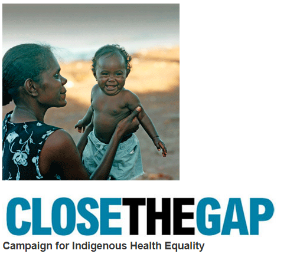 CLOSETHEGAP
Campaign for Indigenous Health Equality